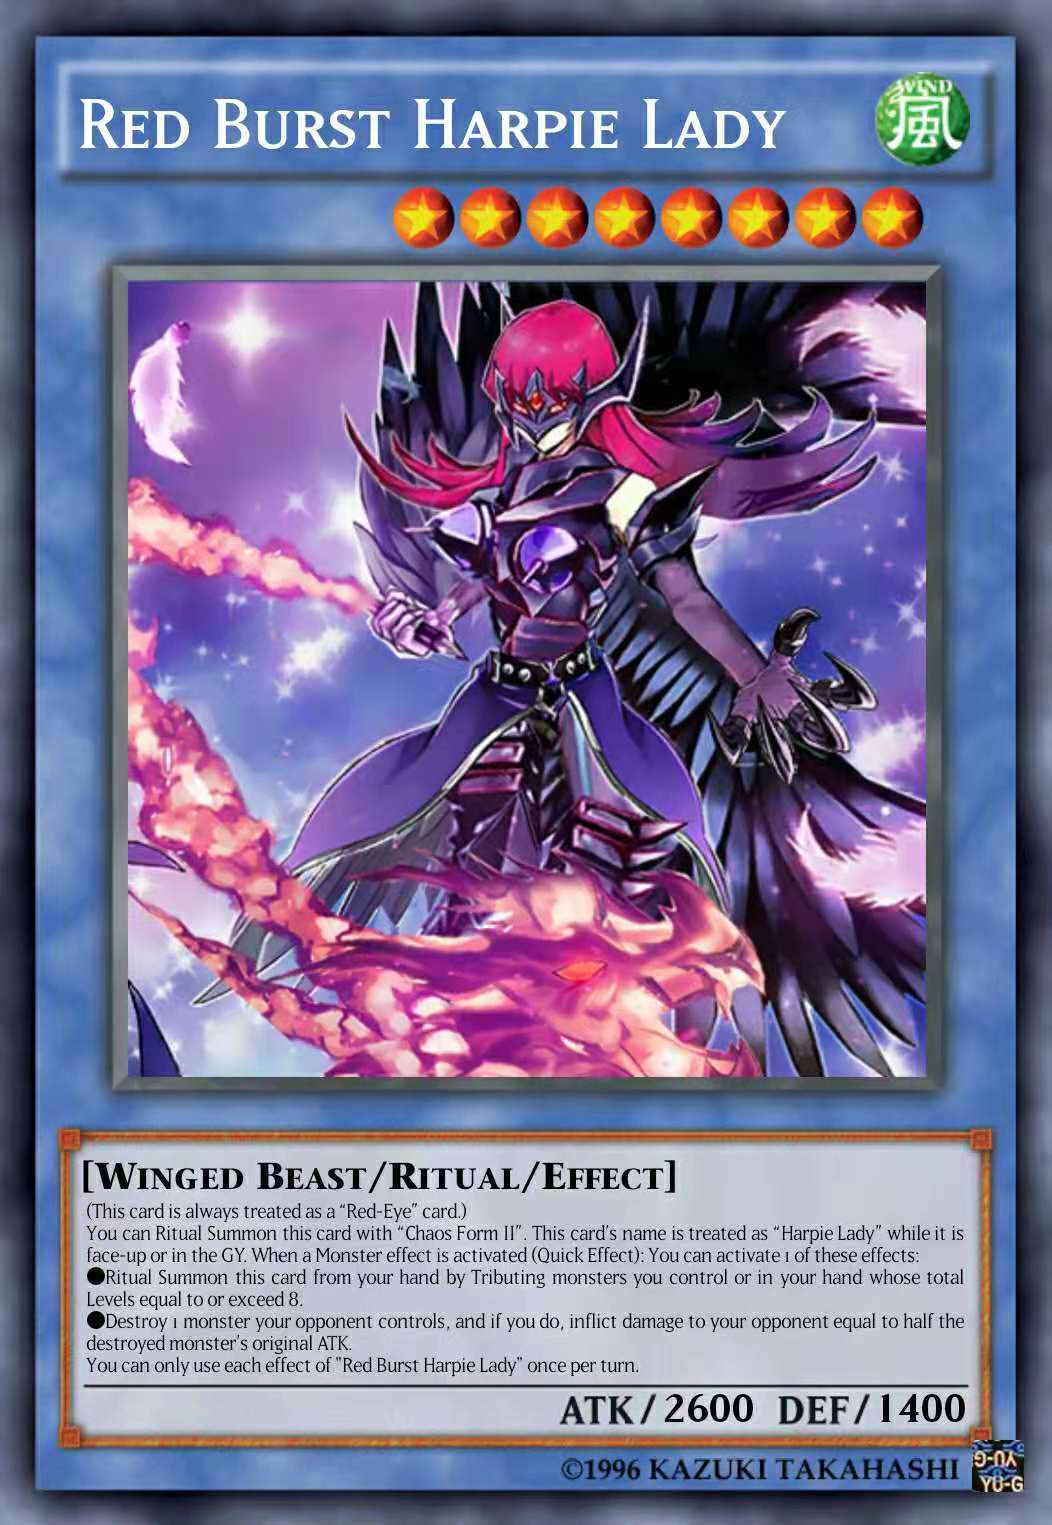 RED BURST HARPIE LADY
WIND
風
[WINGED BEAST/RITUAL/EFFECT]
(This card is always treated as a “Red-Eye” card.)
You can Ritual Summon this card with “Chaos Form II”. This card's name is treated as “Harpie Lady” while it is
face-up or in the GY. When a Monster effect is activated (Quick Effect): You can activate 1 of these effects:
●Ritual Summon this card from your hand by Tributing monsters you control or in your hand whose total
Levels equal to or exceed 8.
●Destroy 1 monster your opponent controls, and if you do, inflict damage to your opponent equal to half the
destroyed monster's original ATK.
You can only use each effect of "Red Burst Harpie Lady" once per turn.
ATK/2600 DEF/1400
©1996 KAZUKI TAKAHASHI
YU-G
YU-G